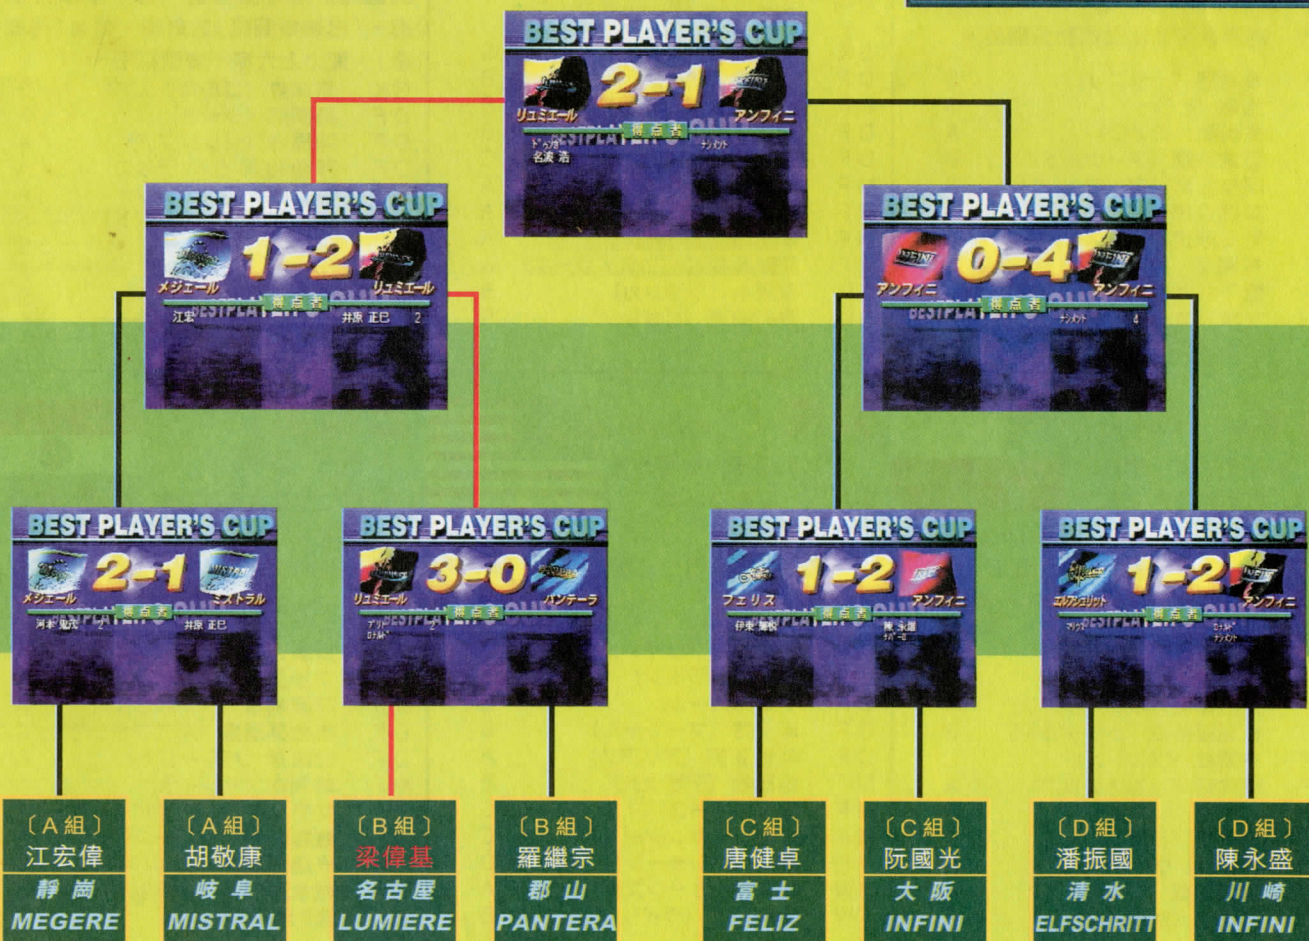 BEST PLAYER'S CUP
2-1
リュミエール
アンフィニ
得点者
名波 浩
BEST PLAYER'S CUP
1-2
メジェール
リュミエール
得点者
江宏
井原 正巳 2
BEST PLAYER'S CUP
0-4
アンフィニ
アンフィニ
得点者
4
BEST PLAYER'S CUP
2-1
メジェール
ミストラル
得点者
2
井原 正巳
BEST PLAYER'S CUP
3-0
リュミエール
パンテーラ
得点者
2
BEST PLAYER'S CUP
1-2
フェリス
アンフィニ
得点者
BEST PLAYER'S CUP
1-2
エルフシュリット
アンフィニ
得点者
〔A組〕
江宏偉
靜崗
MEGERE
〔A組〕
胡敬康
岐阜
MISTRAL
〔B組〕
梁偉基
名古屋
LUMIERE
〔B組〕
羅繼宗
郡山
PANTERA
〔C組〕
唐健卓
富士
FELIZ
〔C組〕
阮國光
大阪
INFINI
〔D組〕
潘振國
清水
ELFSCHRITT
〔D組〕
陳永盛
川崎
INFINI